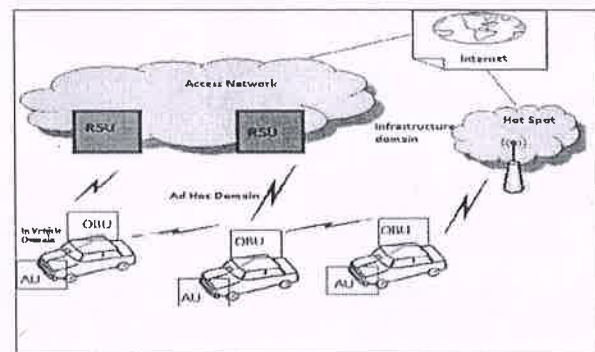 Internet
Access Network
Hot Spot
RSU
RSU
Infrastructure
domain
Ad Hoc Domain
In Vehicle
Domain
OBU
OBU
OBU
AU
AU
AU